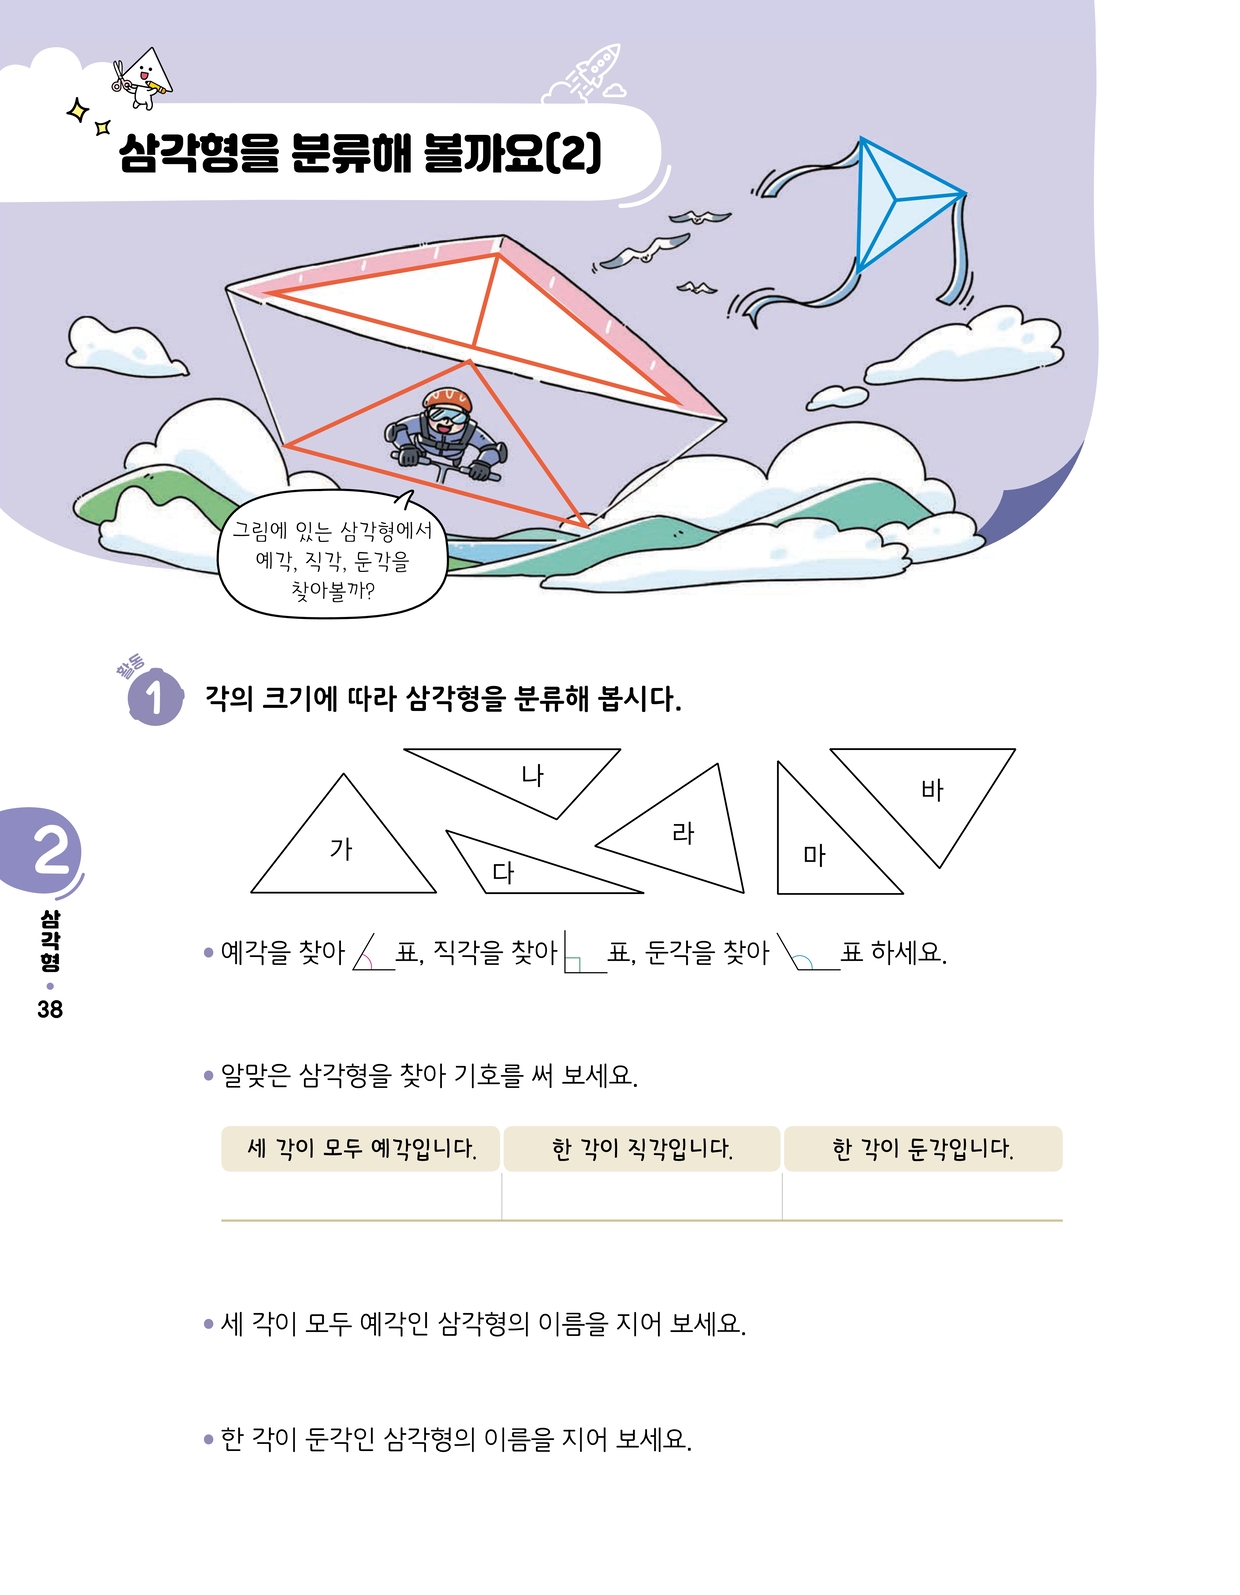 삼각형을 분류해 볼까요(2)
그림에 있는 삼각형에서
예각, 직각, 둔각을
찾아볼까?
활동
1 각의 크기에 따라 삼각형을 분류해 봅시다.
가
나
다
라
마
바
• 예각을 찾아 표, 직각을 찾아 표, 둔각을 찾아 표 하세요.
• 알맞은 삼각형을 찾아 기호를 써 보세요.
세 각이 모두 예각입니다. 한 각이 직각입니다. 한 각이 둔각입니다.
• 세 각이 모두 예각인 삼각형의 이름을 지어 보세요.
• 한 각이 둔각인 삼각형의 이름을 지어 보세요.
2
삼각형
•
38